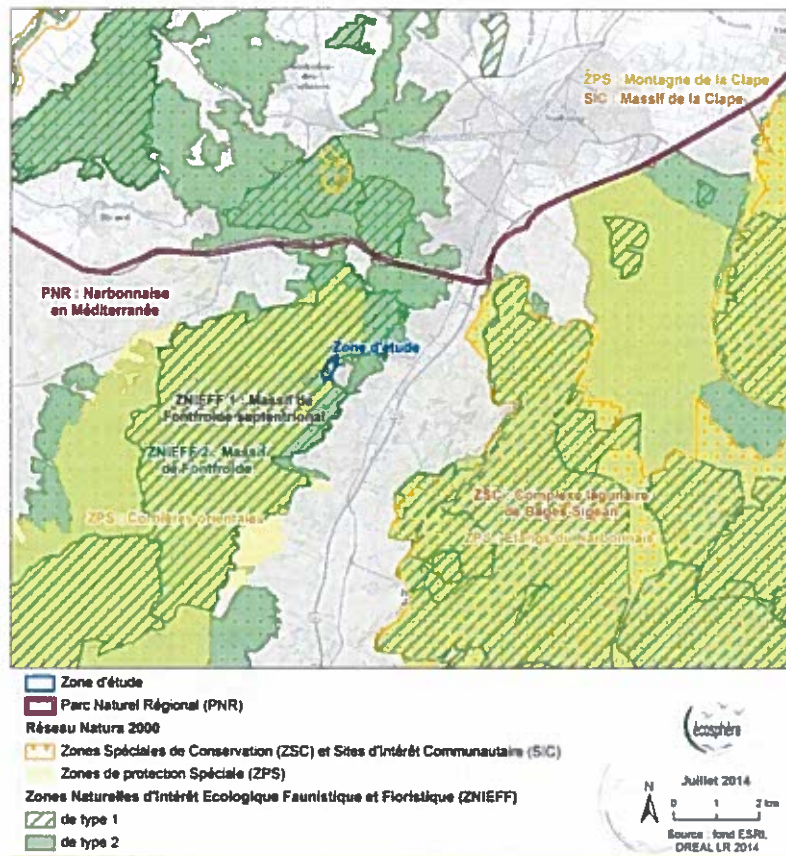 ZPS : Montagne de la Clape
SIC : Massif de la Clape
PNR : Narbonnaise
en Méditerranée
Zone d'étude
ZNIEFF 1 : Massif de
Fontfroide septentrional
ZNIEFF 2 : Massif
de Fontfroide
ZPS : Corbières orientales
ZSC : Complexe lagunaire
de Bages-Sigean
ZPS : Etangs du Narbonnais
Zone d'étude
Parc Naturel Régional (PNR)
Réseau Natura 2000
Zones Spéciales de Conservation (ZSC) et Sites d'Intérêt Communautaire (SIC)
Zones de protection Spéciale (ZPS)
Zones Naturelles d'Intérêt Ecologique Faunistique et Floristique (ZNIEFF)
de type 1
de type 2
écosphère
Juillet 2014
N
0 1 2 km
Source : fond ESRI,
DREAL LR 2014